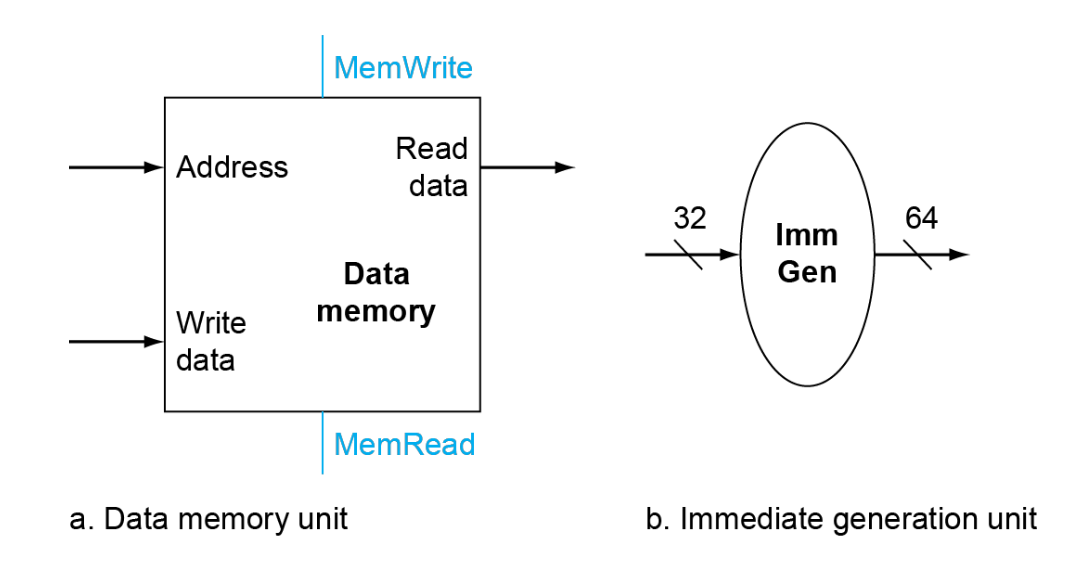 MemWrite
Address
Read
data
Data
memory
Write
data
MemRead
a. Data memory unit
32
Imm
Gen
64
b. Immediate generation unit